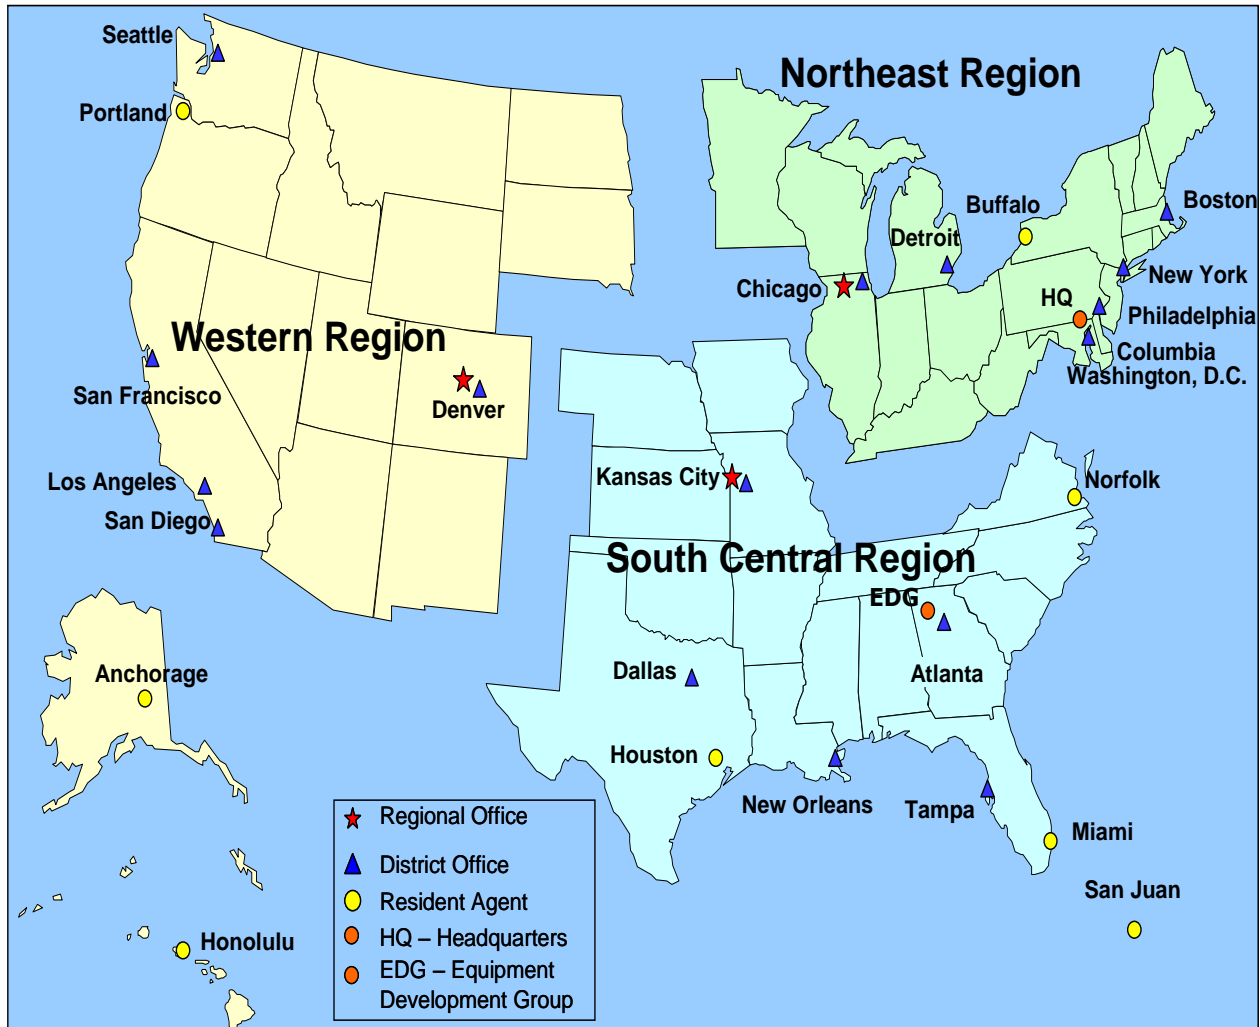 Seattle
Northeast Region
Portland
Boston
Buffalo
Detroit
New York
Chicago
HQ
Philadelphia
Western Region
Columbia
Washington, D.C.
San Francisco
Denver
Kansas City
Norfolk
Los Angeles
San Diego
South Central Region
EDG
Anchorage
Dallas
Atlanta
Houston
New Orleans
Tampa
Miami
San Juan
Honolulu
Regional Office
District Office
Resident Agent
HQ – Headquarters
EDG – Equipment
Development Group